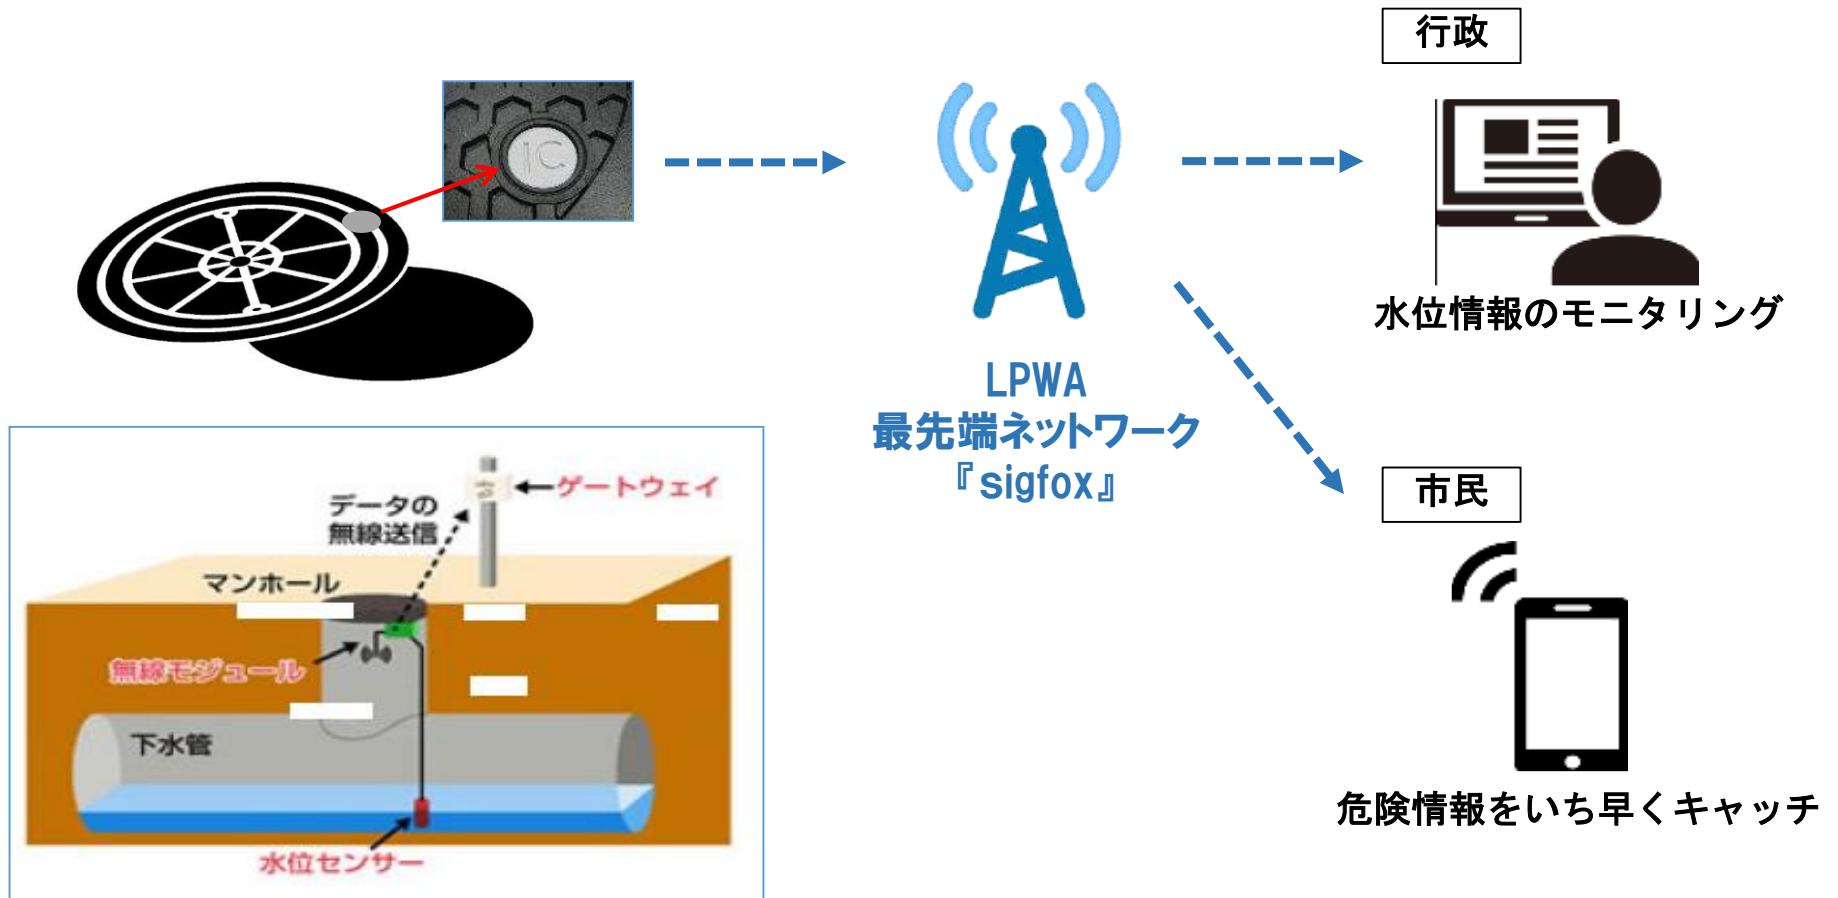 行政
IC
水位情報のモニタリング
LPWA
最先端ネットワーク
『sigfox』
市民
危険情報をいち早くキャッチ
ゲートウェイ
データの
無線送信
マンホール
無線モジュール
下水管
水位センサー